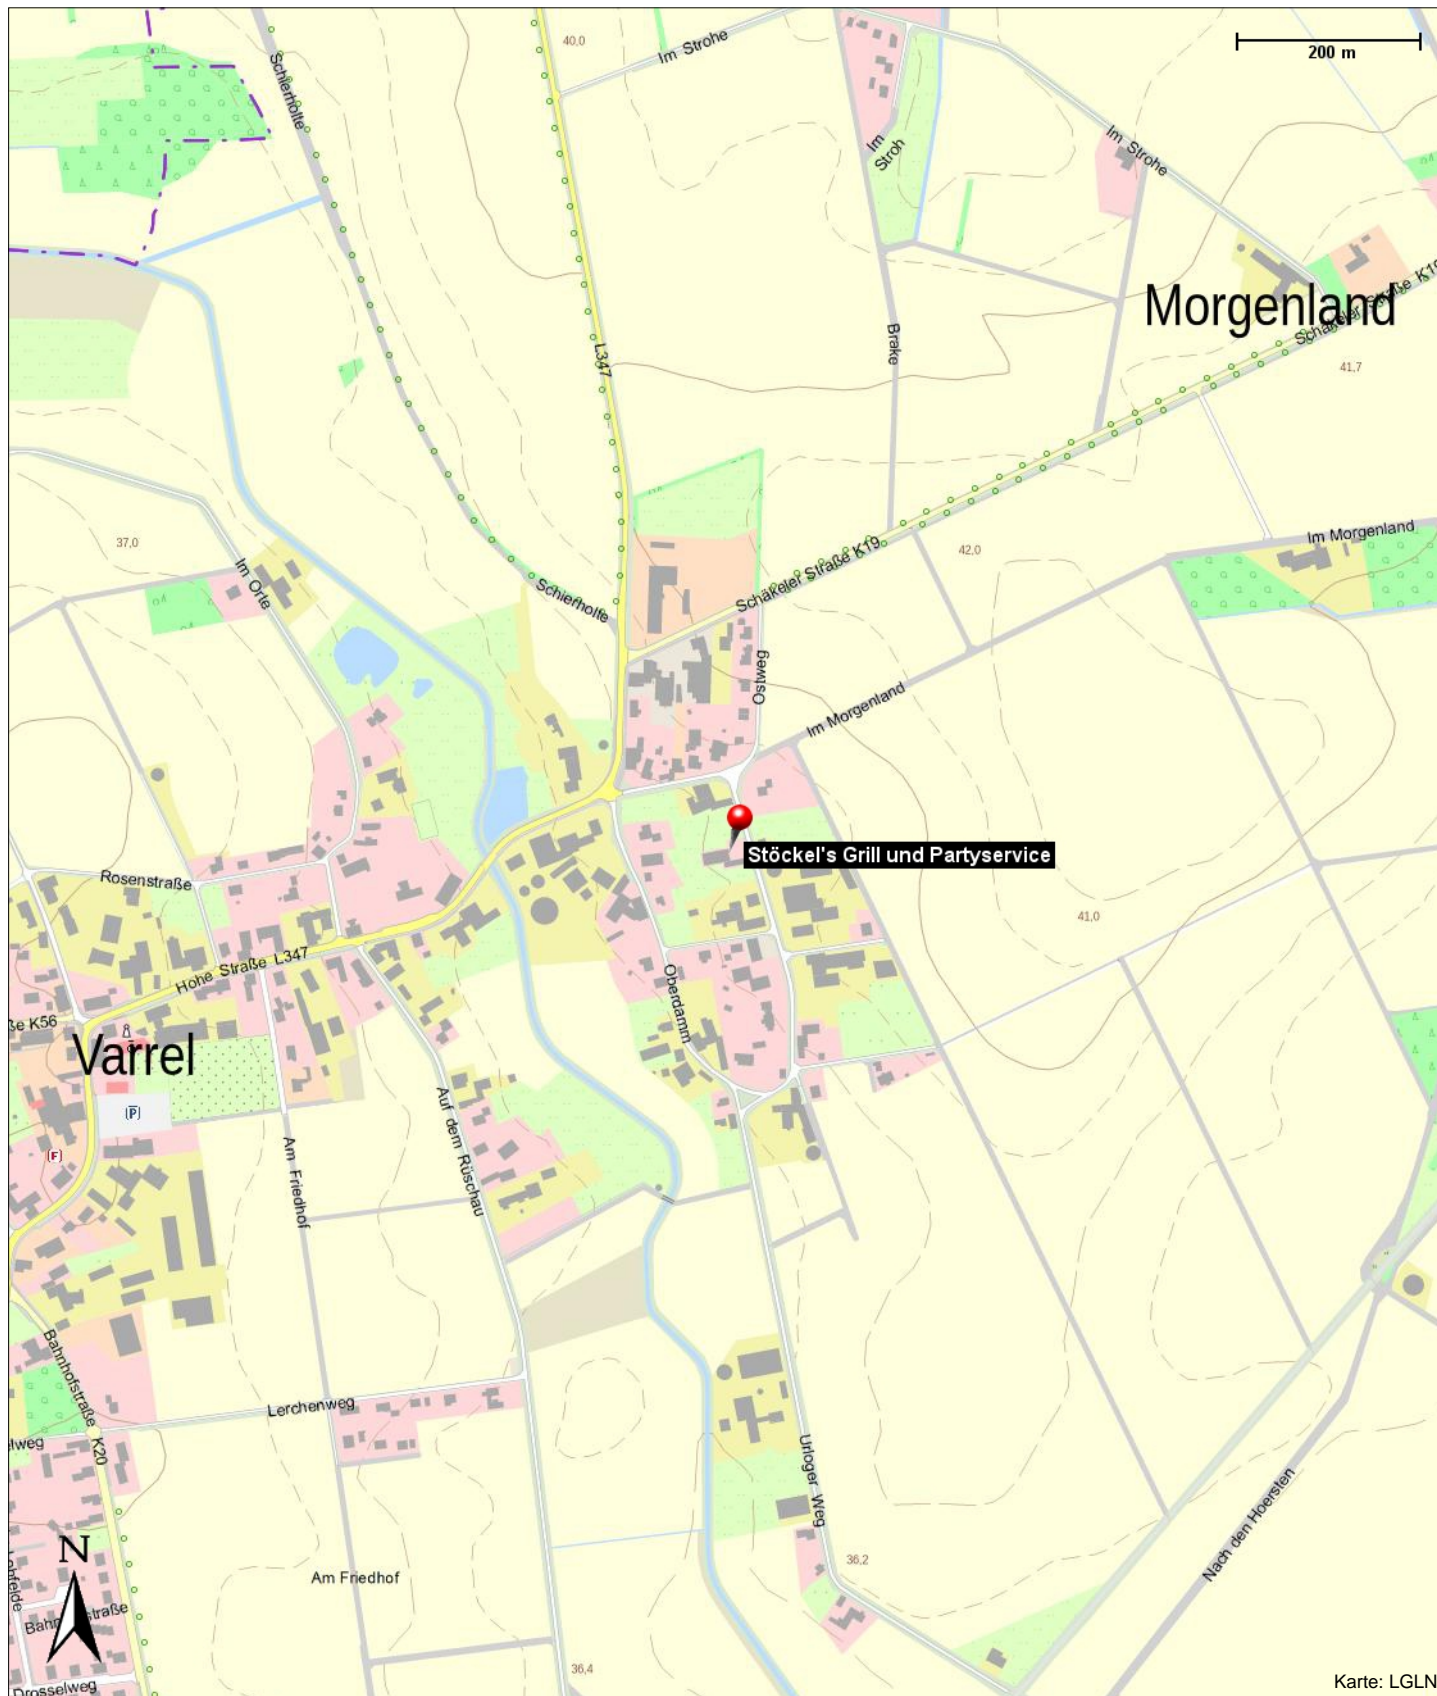 40,0
Im Strohe
200 m
Schierholte
Im
Stroh
Im Strohe
Morgenland
Schäkeler Straße K19
Brake
L347
41,7
37,0
Im Orte
Schierholte
Schäkeler Straße K19
42,0
Im Morgenland
Ostweg
Im Morgenland
Stöckel's Grill und Partyservice
Rosenstraße
41,0
Hohe Straße L347
Oberdamm
ße K56
Varrel
P
Auf dem Rüschau
Am Friedhof
F
Bahnhofstraße K20
Lerchenweg
lweg
Urloger Weg
Nach den Hoersten
N
36,2
Am Friedhof
36,4
Drosselweg
Karte: LGLN